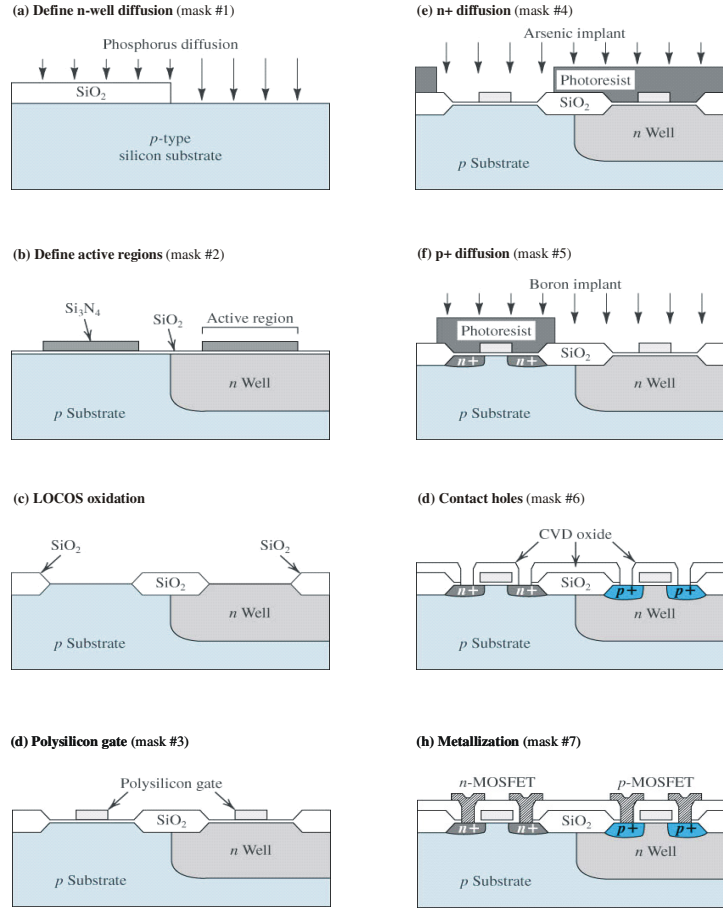 (a) Define n-well diffusion (mask #1)
Phosphorus diffusion
SiO₂
p-type
silicon substrate
(b) Define active regions (mask #2)
Si₃N₄
SiO₂
Active region
n Well
p Substrate
(c) LOCOS oxidation
SiO₂
SiO₂
SiO₂
n Well
p Substrate
(d) Polysilicon gate (mask #3)
Polysilicon gate
SiO₂
n Well
p Substrate
(e) n+ diffusion (mask #4)
Arsenic implant
Photoresist
SiO₂
n Well
p Substrate
(f) p+ diffusion (mask #5)
Boron implant
Photoresist
SiO₂
n+ n+
n Well
p Substrate
(d) Contact holes (mask #6)
CVD oxide
SiO₂
n+ n+ p+ p+
n Well
p Substrate
(h) Metallization (mask #7)
n-MOSFET p-MOSFET
SiO₂
n+ n+ p+ p+
n Well
p Substrate